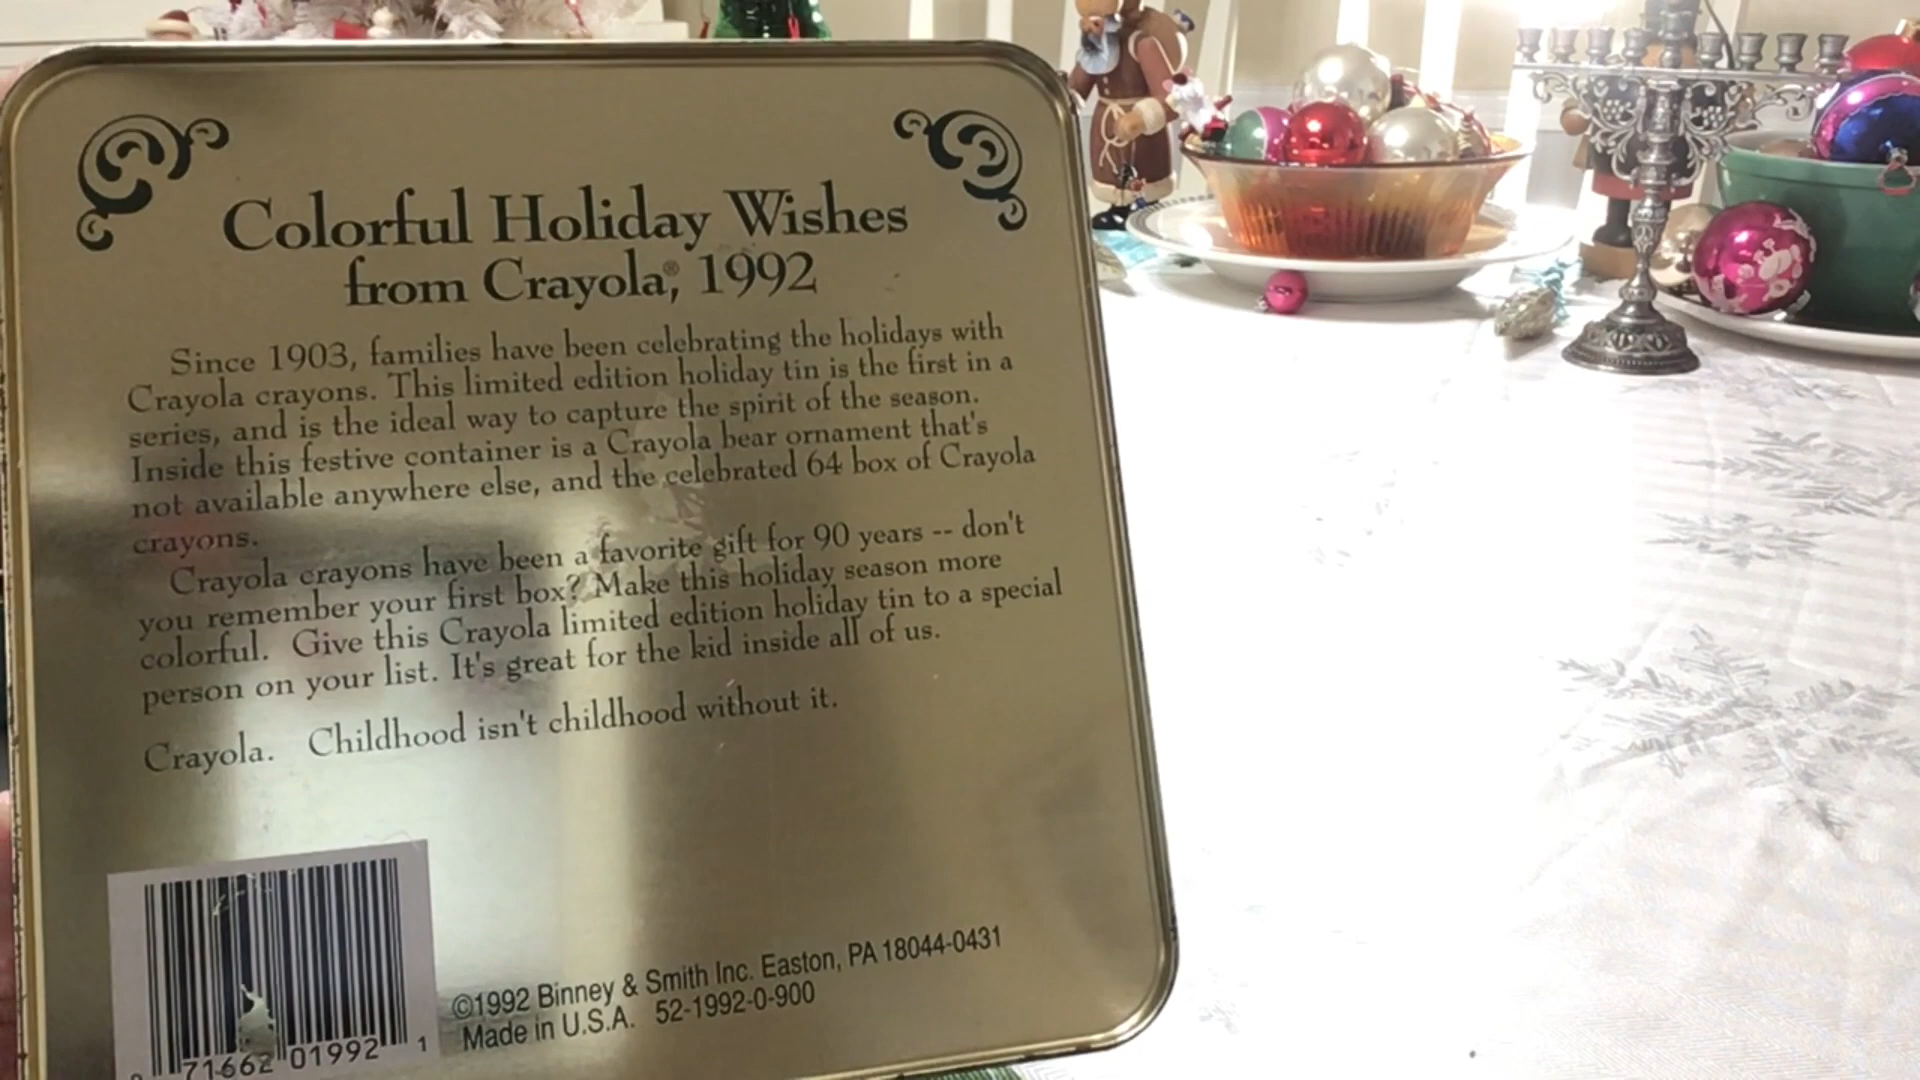 Colorful Holiday Wishes
from Crayola®, 1992
Since 1903, families have been celebrating the holidays with
Crayola crayons. This limited edition holiday tin is the first in a
series, and is the ideal way to capture the spirit of the season.
Inside this festive container is a Crayola bear ornament that's
not available anywhere else, and the celebrated 64 box of Crayola
crayons.
Crayola crayons have been a favorite gift for 90 years -- don't
you remember your first box? Make this holiday season more
colorful. Give this Crayola limited edition holiday tin to a special
person on your list. It's great for the kid inside all of us.
Crayola. Childhood isn't childhood without it.
©1992 Binney & Smith Inc. Easton, PA 18044-0431
Made in U.S.A. 52-1992-0-900
0 71662 01992 1